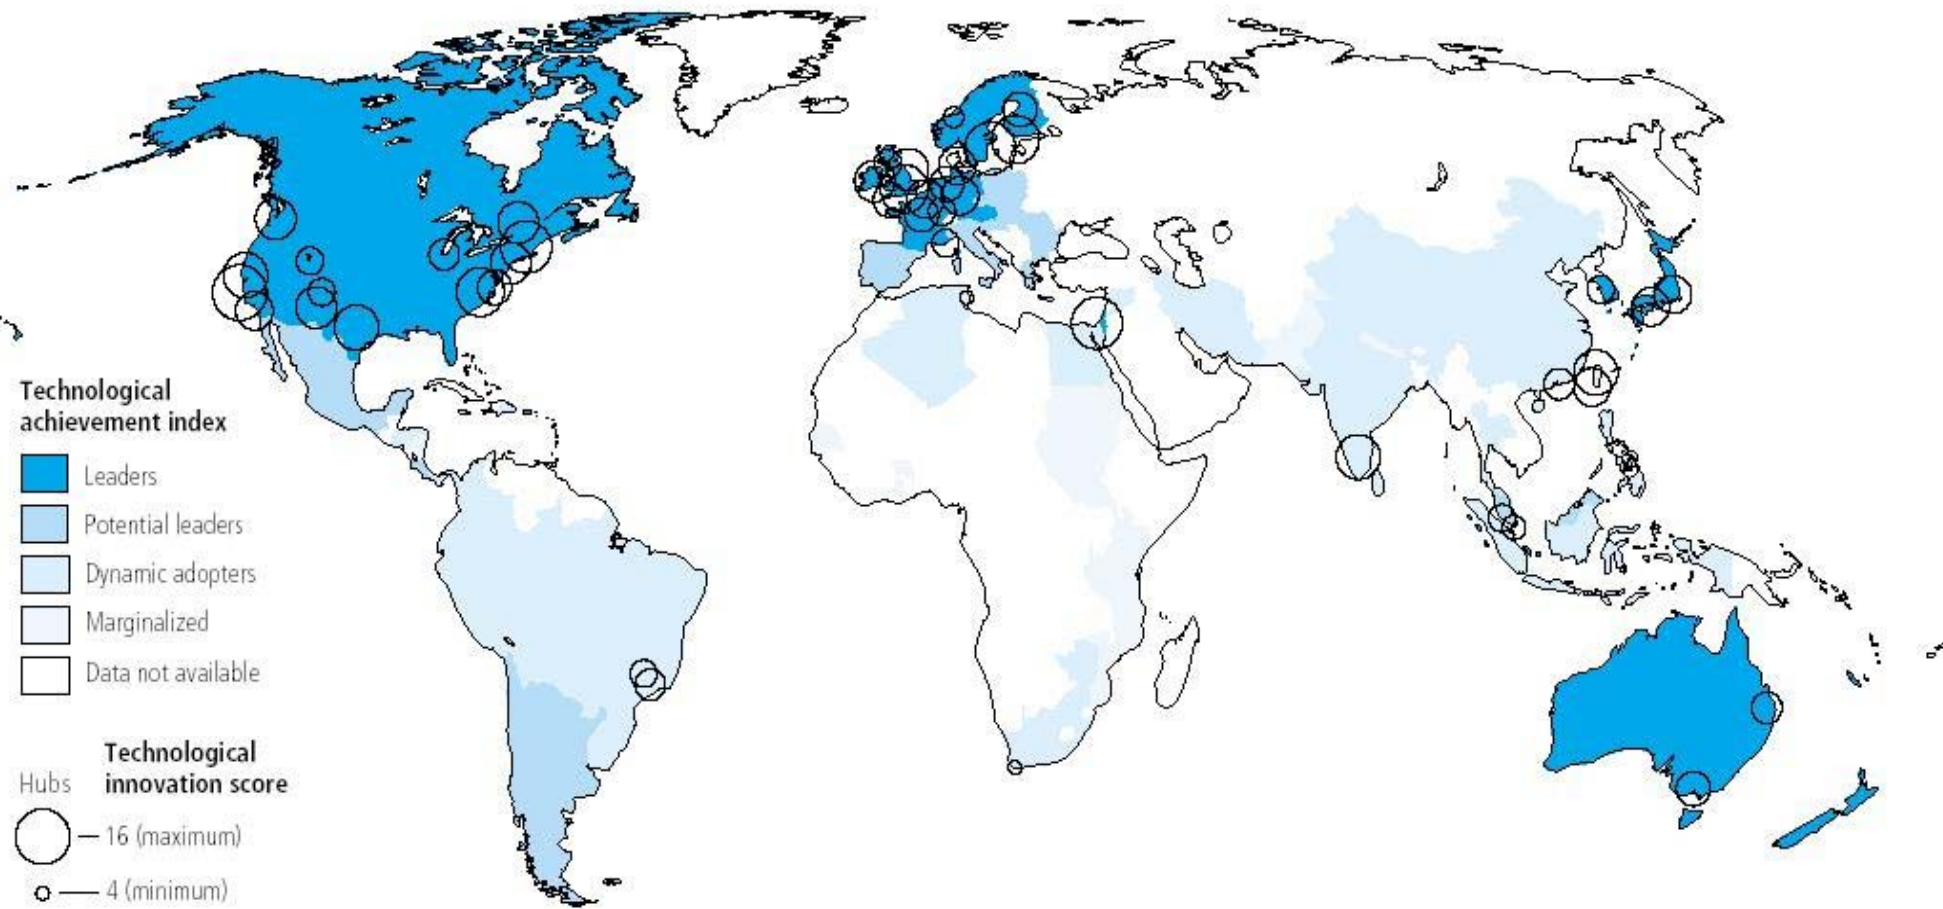 Technological
achievement index
Leaders
Potential leaders
Dynamic adopters
Marginalized
Data not available
Technological
Hubs innovation score
16 (maximum)
4 (minimum)